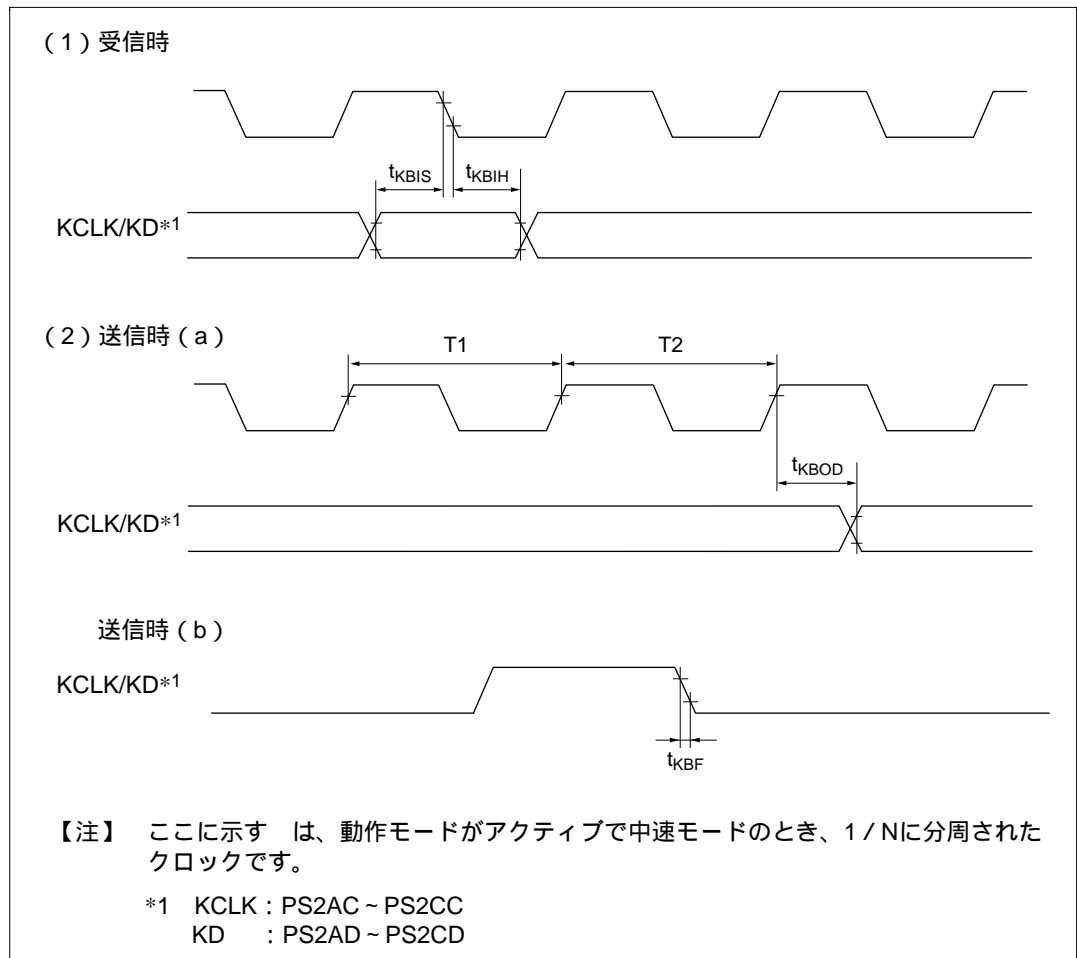 （1）受信時
tKBIS tKBIH
KCLK/KD*1
（2）送信時（a）
T1 T2
tKBOD
KCLK/KD*1
送信時（b）
KCLK/KD*1
tKBF
【注】 ここに示す　は、動作モードがアクティブで中速モードのとき、1／Nに分周された
クロックです。
*1 KCLK：PS2AC～PS2CC
KD ：PS2AD～PS2CD